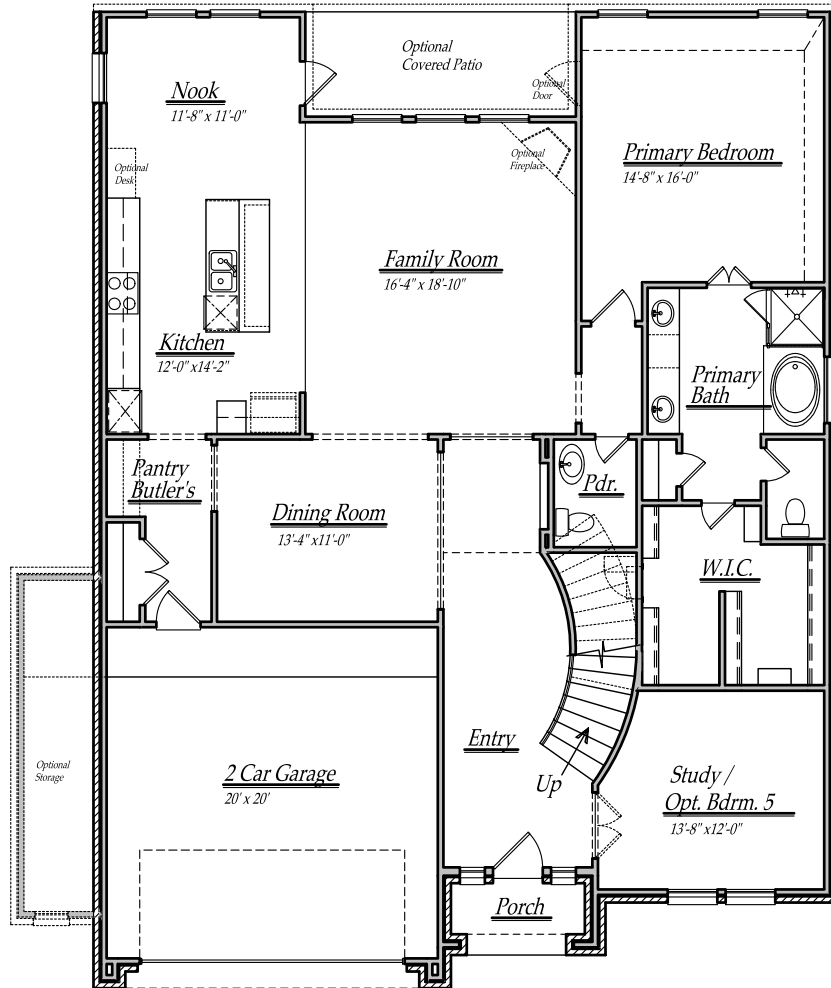 Optional
Covered Patio
Nook
11'-8" x 11'-0"
Optional
Door
Optional
Fireplace
Primary Bedroom
14'-8" x 16'-0"
Optional
Desk
Family Room
16'-4" x 18'-10"
Kitchen
12'-0" x14'-2"
Primary
Bath
Pantry
Butler's
Dining Room
13'-4" x11'-0"
Pdr.
W.I.C.
Entry
Up
Optional
Storage
2 Car Garage
20' x 20'
Study /
Opt. Bdrm. 5
13'-8" x12'-0"
Porch